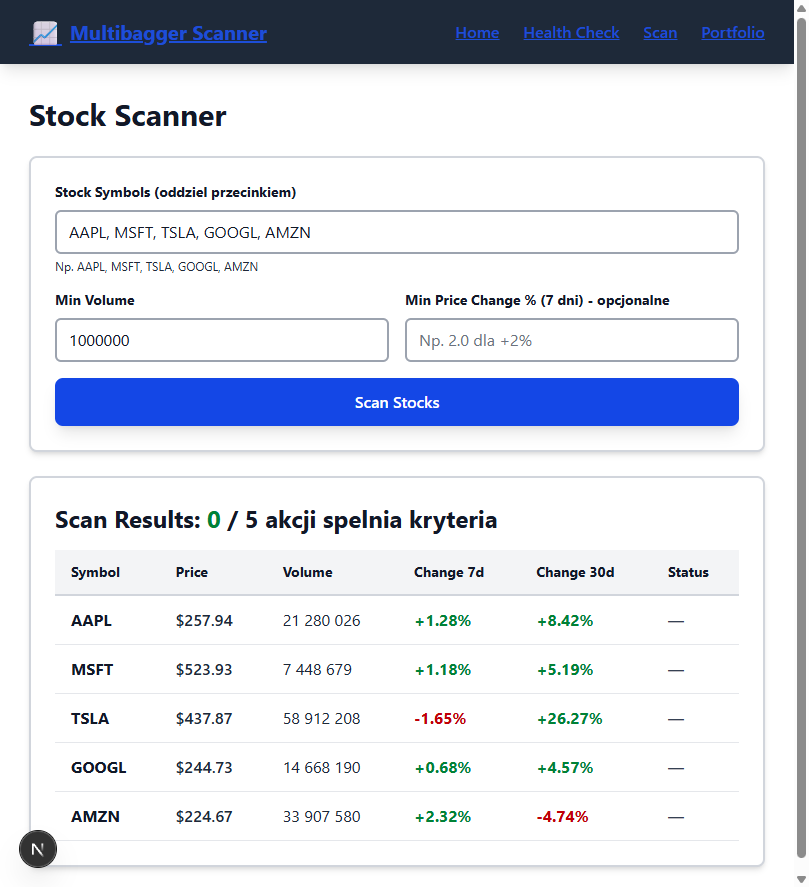 Multibagger Scanner Home Health Check Scan Portfolio
Stock Scanner
Stock Symbols (oddziel przecinkiem)
AAPL, MSFT, TSLA, GOOGL, AMZN
Np. AAPL, MSFT, TSLA, GOOGL, AMZN
Min Volume Min Price Change % (7 dni) - opcjonalne
1000000 Np. 2.0 dla +2%
Scan Stocks
Scan Results: 0 / 5 akcji spelnia kryteria
Symbol Price Volume Change 7d Change 30d Status
AAPL $257.94 21 280 026 +1.28% +8.42% —
MSFT $523.93 7 448 679 +1.18% +5.19% —
TSLA $437.87 58 912 208 -1.65% +26.27% —
GOOGL $244.73 14 668 190 +0.68% +4.57% —
AMZN $224.67 33 907 580 +2.32% -4.74% —
N